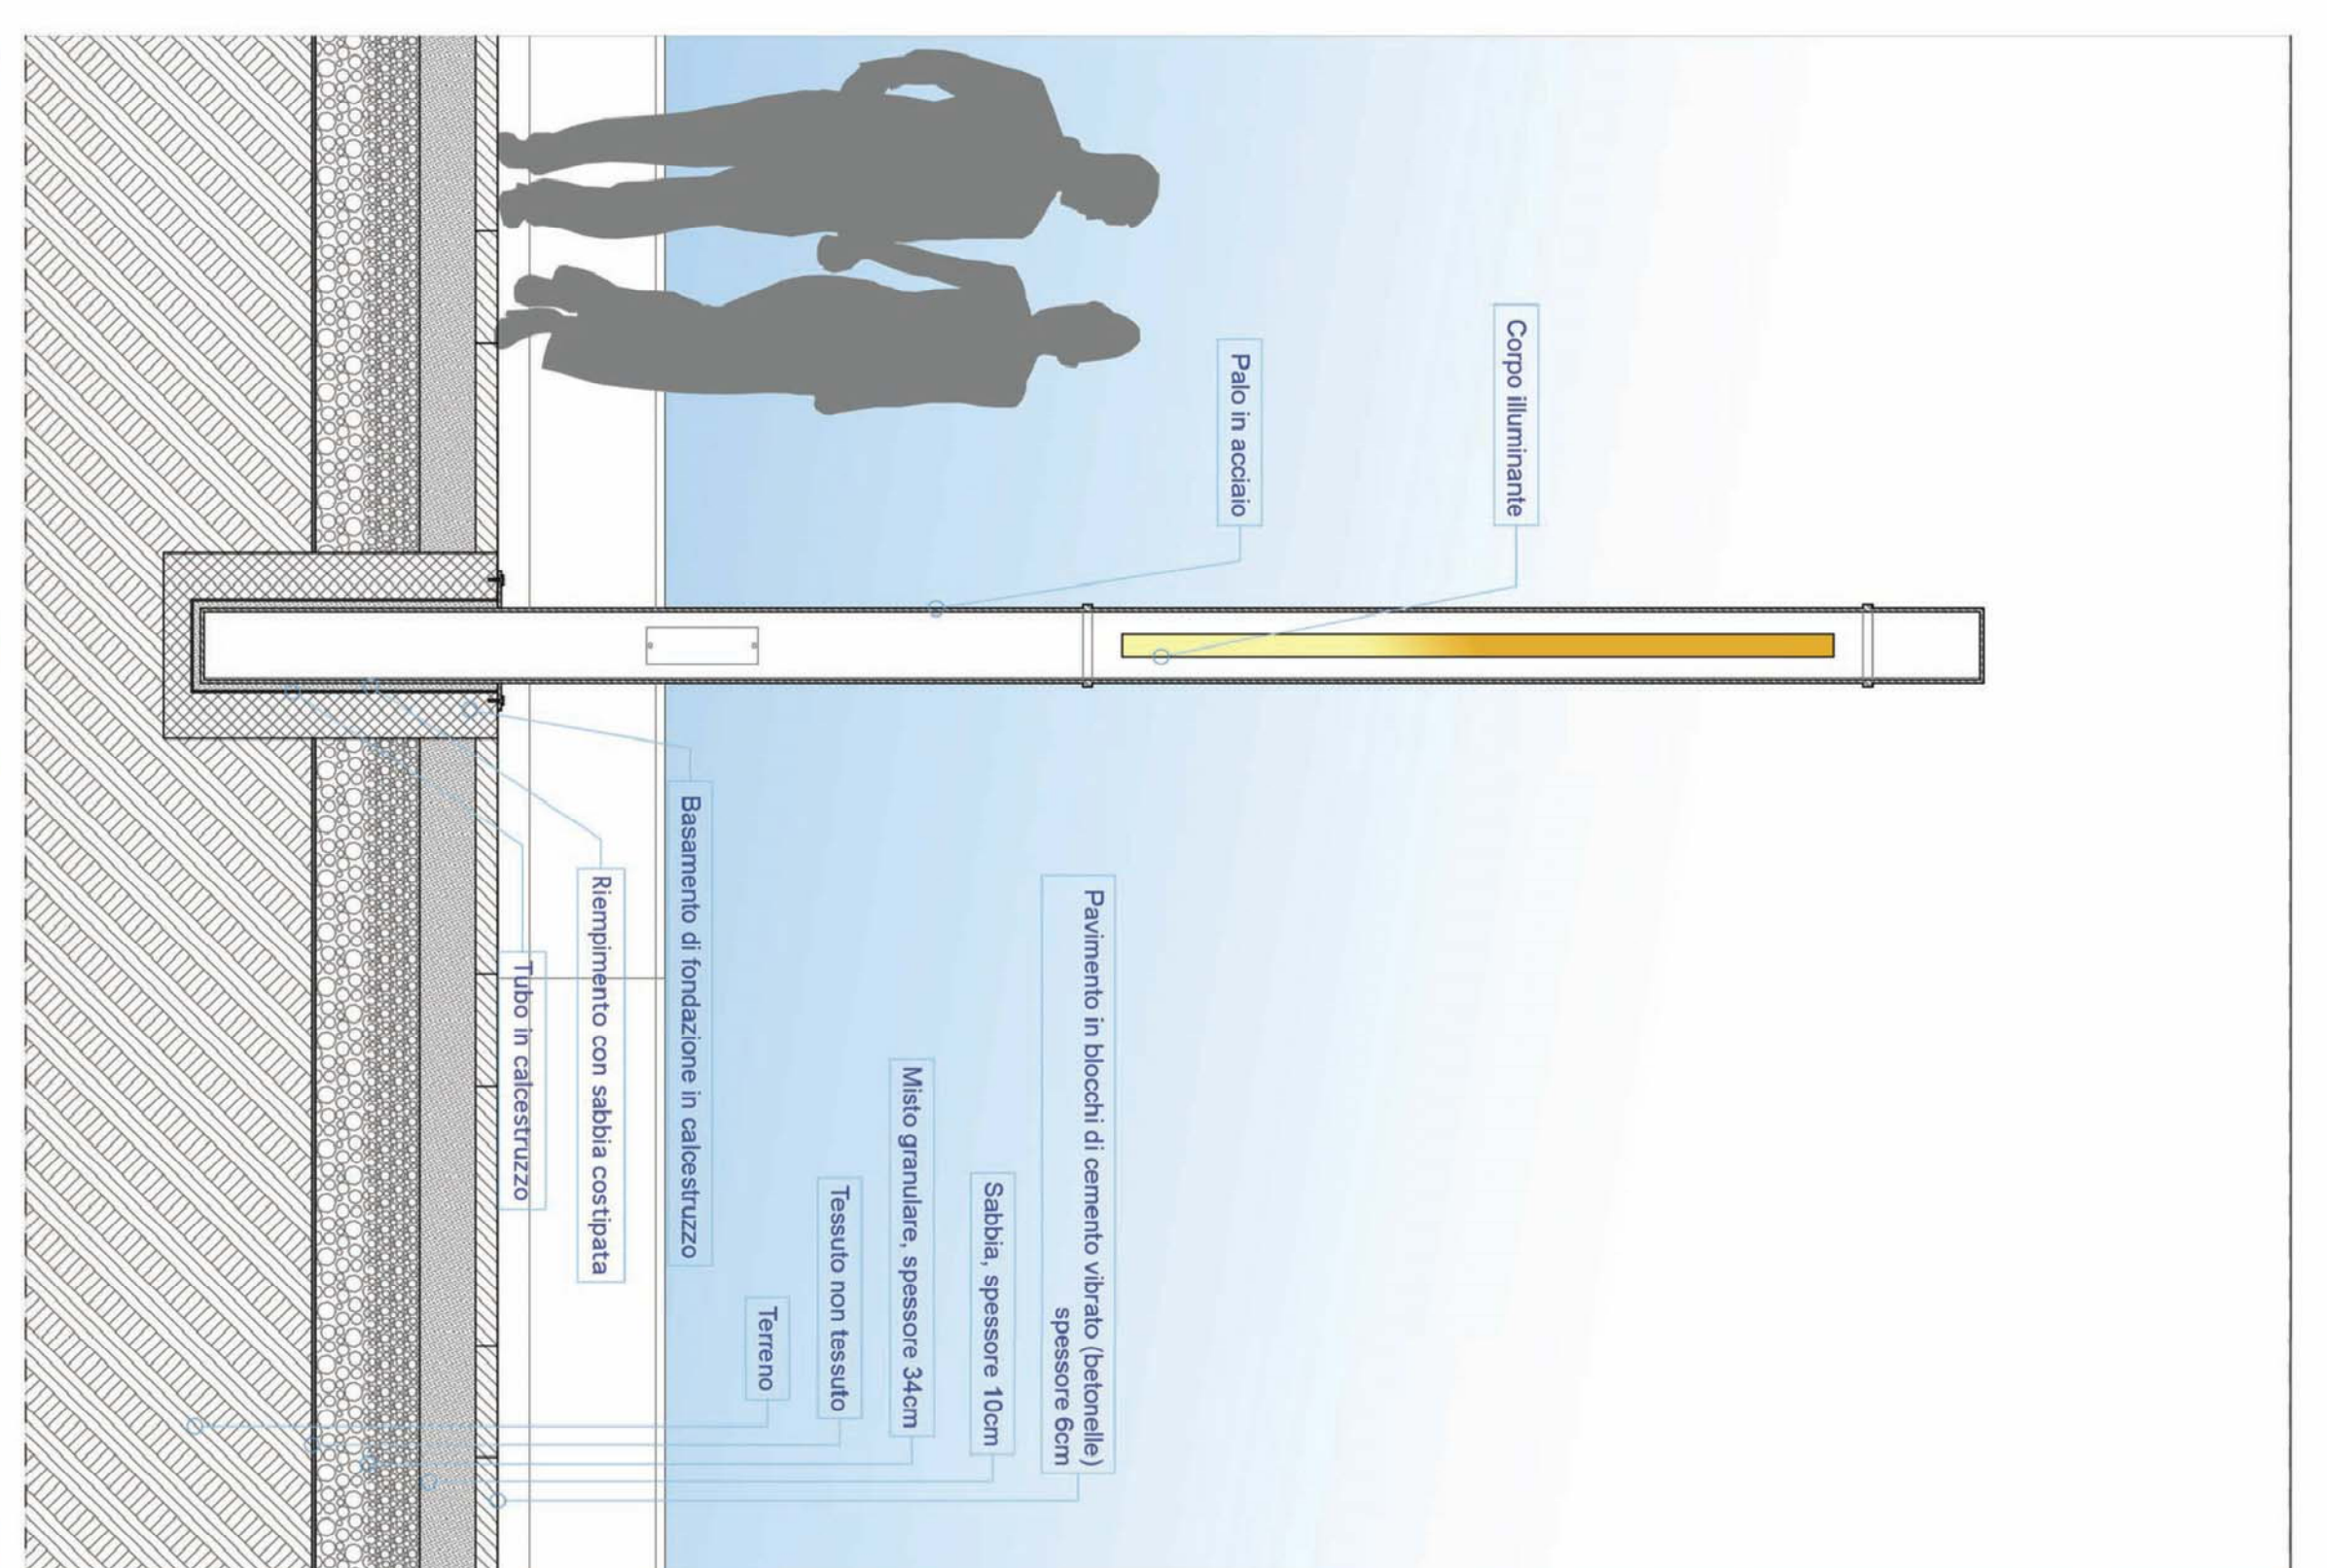 Corpo illuminante
Palo in acciaio
Pavimento in blocchi di cemento vibrato (betonelle)
spessore 6cm
Sabbia, spessore 10cm
Misto granulare, spessore 34cm
Tessuto non tessuto
Terreno
Basamento di fondazione in calcestruzzo
Riempimento con sabbia costipata
Tubo in calcestruzzo